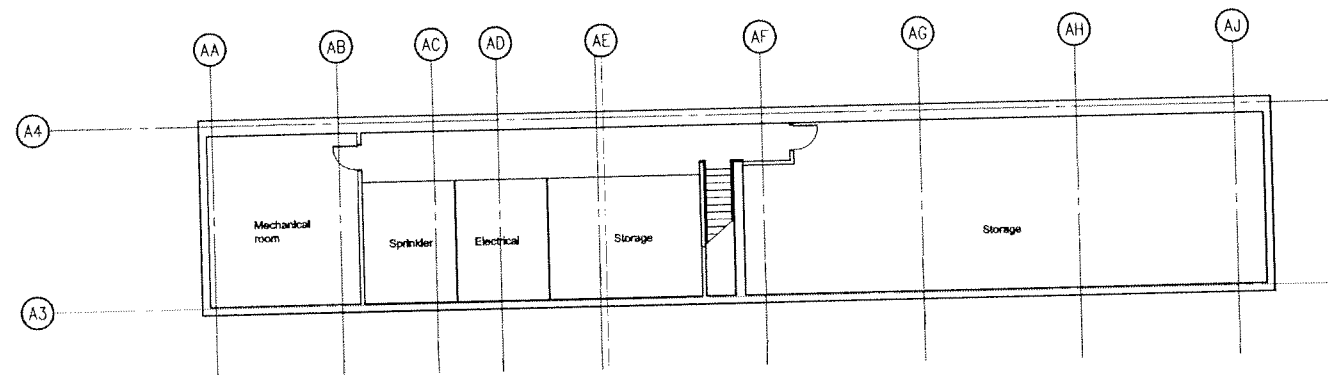 AA
AB
AC
AD
AE
AF
AG
AH
AJ
A4
Mechanical
room
Sprinkler
Electrical
Storage
Storage
A3